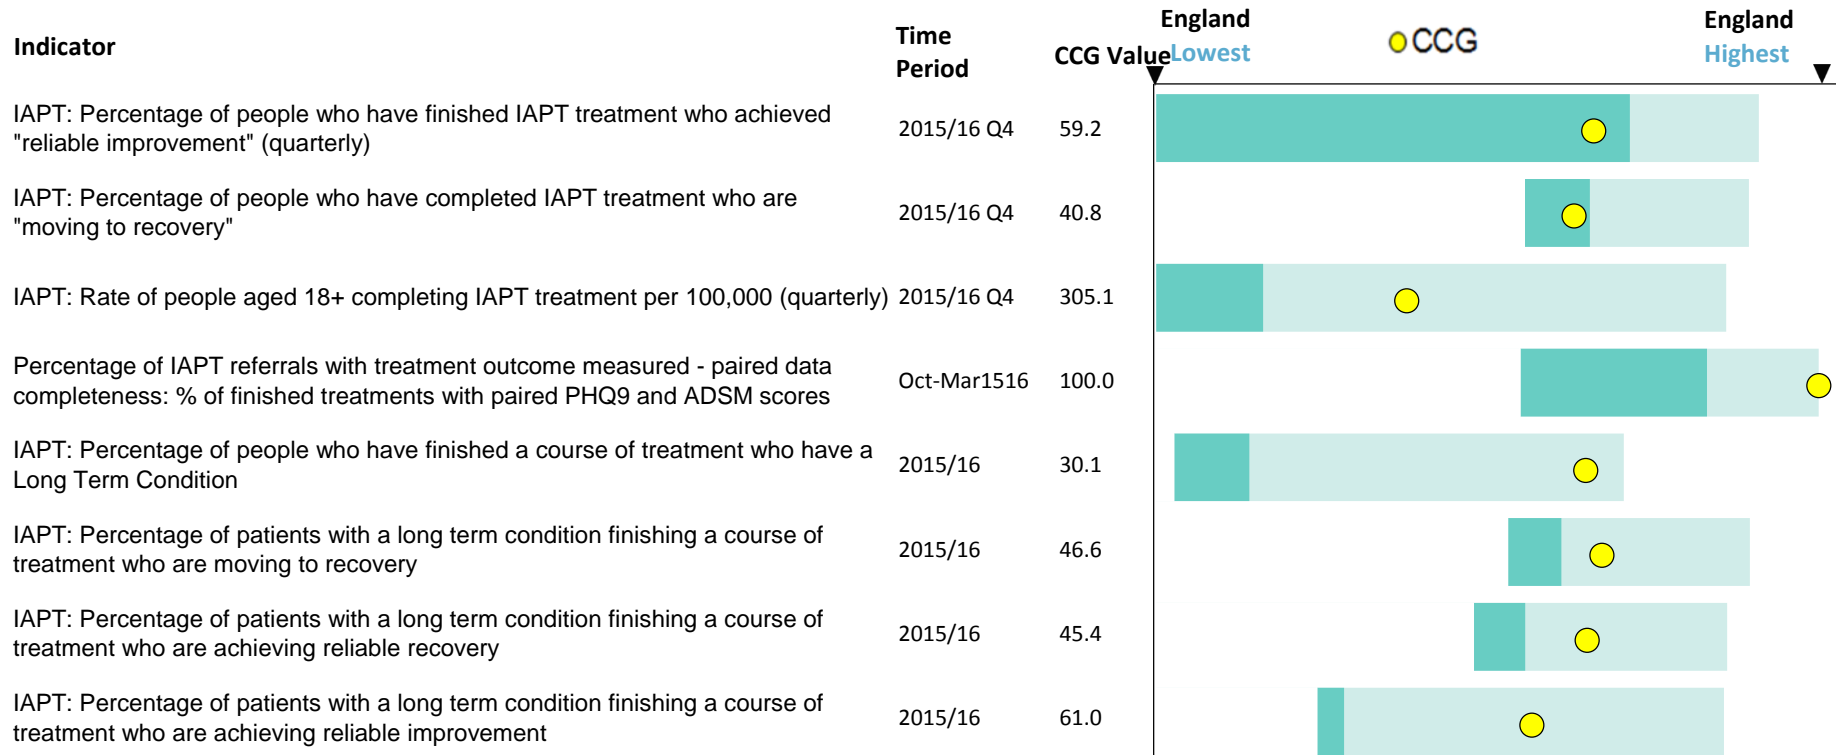 Indicator
Time
Period
CCG Value
England
Lowest
CCG
England
Highest
IAPT: Percentage of people who have finished IAPT treatment who achieved
"reliable improvement" (quarterly)
2015/16 Q4
59.2
IAPT: Percentage of people who have completed IAPT treatment who are
"moving to recovery"
2015/16 Q4
40.8
IAPT: Rate of people aged 18+ completing IAPT treatment per 100,000 (quarterly)
2015/16 Q4
305.1
Percentage of IAPT referrals with treatment outcome measured - paired data
completeness: % of finished treatments with paired PHQ9 and ADSM scores
Oct-Mar1516
100.0
IAPT: Percentage of people who have finished a course of treatment who have a
Long Term Condition
2015/16
30.1
IAPT: Percentage of patients with a long term condition finishing a course of
treatment who are moving to recovery
2015/16
46.6
IAPT: Percentage of patients with a long term condition finishing a course of
treatment who are achieving reliable recovery
2015/16
45.4
IAPT: Percentage of patients with a long term condition finishing a course of
treatment who are achieving reliable improvement
2015/16
61.0